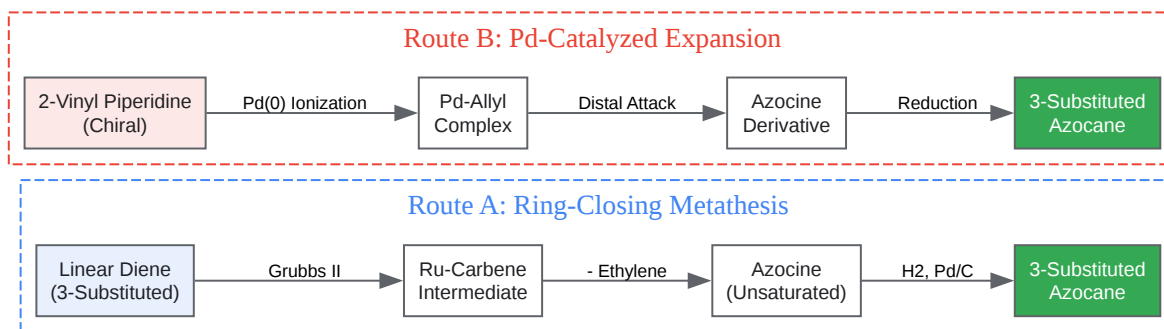 Route B: Pd-Catalyzed Expansion
2-Vinyl Piperidine
(Chiral)
Pd(0) Ionization
Pd-Allyl
Complex
Distal Attack
Azocine
Derivative
Reduction
3-Substituted
Azocane
Route A: Ring-Closing Metathesis
Linear Diene
(3-Substituted)
Grubbs II
Ru-Carbene
Intermediate
- Ethylene
Azocine
(Unsaturated)
H2, Pd/C
3-Substituted
Azocane